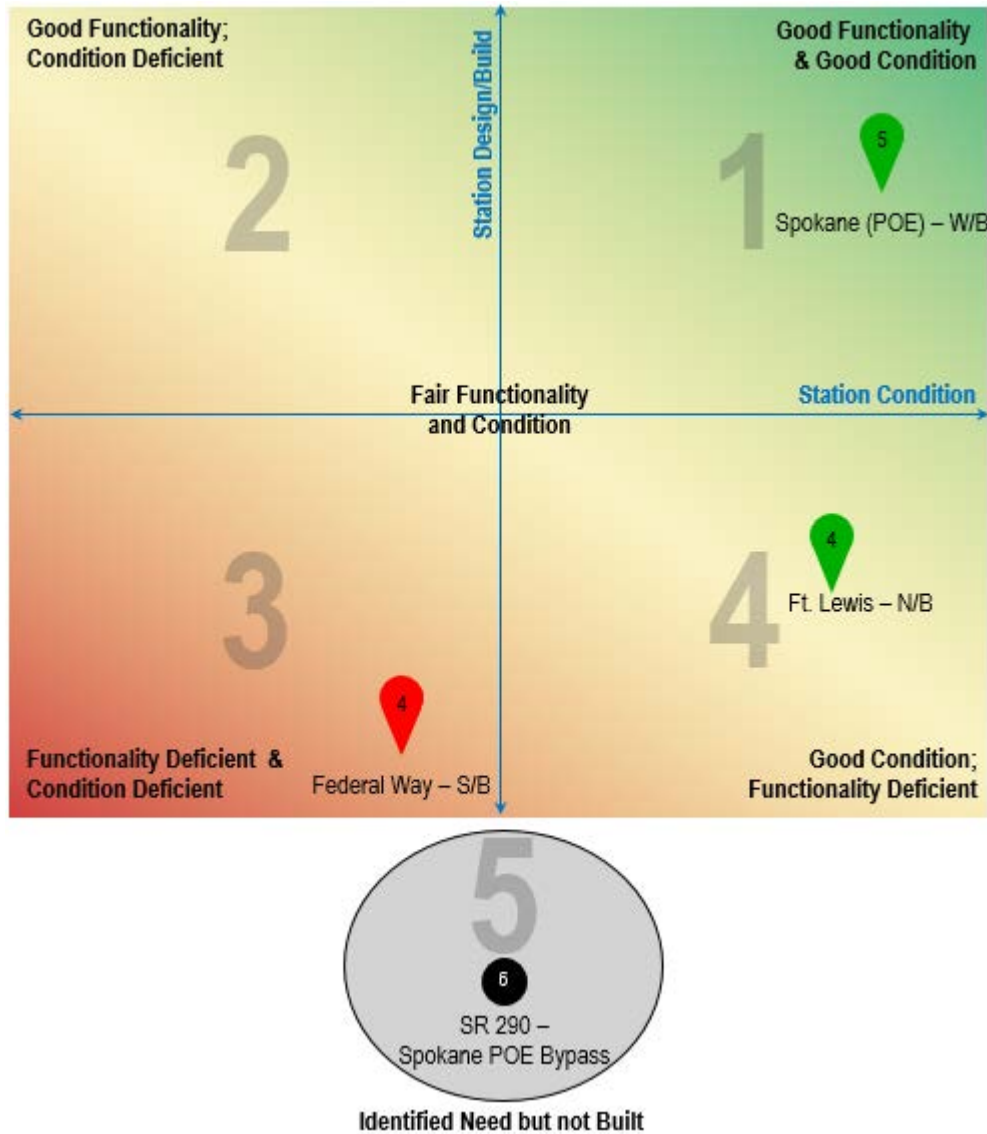 Good Functionality;
Condition Deficient
Station Design/Build
Good Functionality
& Good Condition
2
1
5
Spokane (POE) – W/B
Fair Functionality
and Condition
Station Condition
3
4
4
Ft. Lewis – N/B
4
Functionality Deficient &
Condition Deficient
Federal Way – S/B
Good Condition;
Functionality Deficient
5
6
SR 290 –
Spokane POE Bypass
Identified Need but not Built